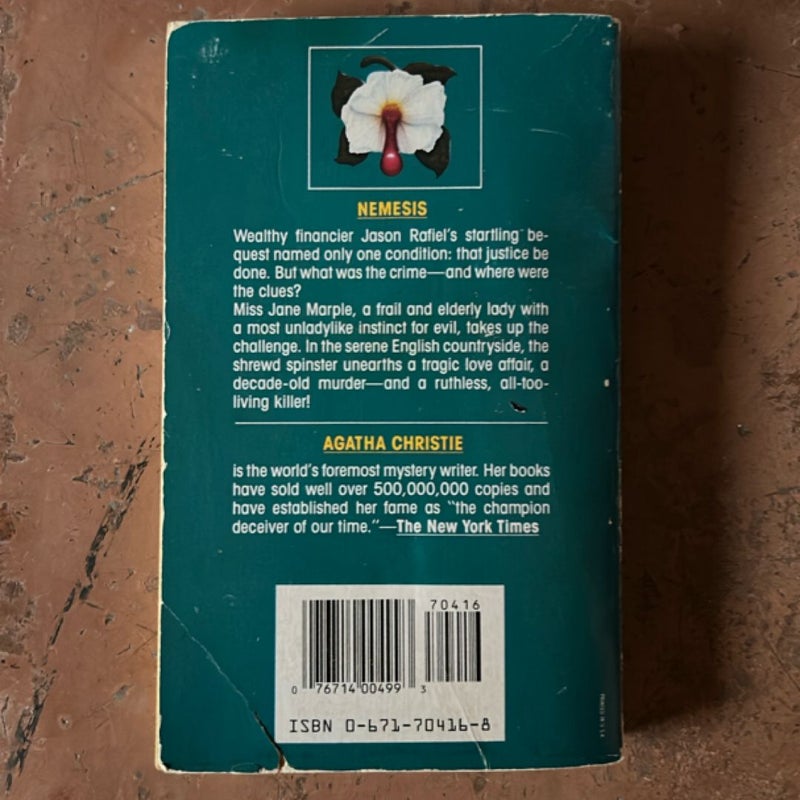 NEMESIS
Wealthy financier Jason Rafiel's startling be-
quest named only one condition: that justice be
done. But what was the crime—and where were
the clues?
Miss Jane Marple, a frail and elderly lady with
a most unladylike instinct for evil, takes up the
challenge. In the serene English countryside, the
shrewd spinster unearths a tragic love affair, a
decade-old murder—and a ruthless, all-too-
living killer!
AGATHA CHRISTIE
is the world's foremost mystery writer. Her books
have sold well over 500,000,000 copies and
have established her fame as "the champion
deceiver of our time."—The New York Times
70416
0 76714 00499 3
ISBN 0-671-70416-8
PRINTED IN U.S.A.